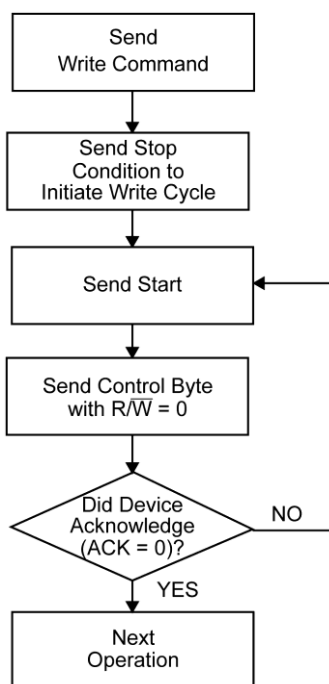 Send
Write Command
Send Stop
Condition to
Initiate Write Cycle
Send Start
Send Control Byte
with R/W̅ = 0
Did Device
Acknowledge
(ACK = 0)?
NO
YES
Next
Operation